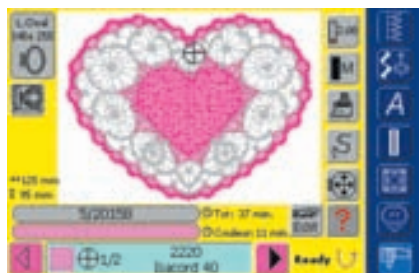 L.Oval
145x 255
M
A
S
125 mm
95 mm
5/20158
Tot: 37 min.
Couleur: 11 min.
EDIT
?
1/2
2220
Isacord 40
Ready